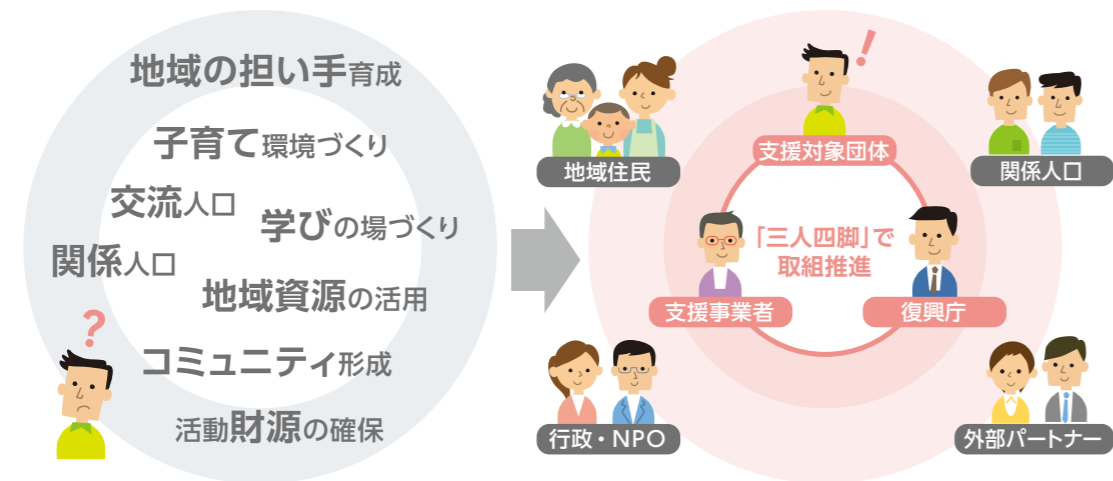 地域の担い手育成
子育て環境づくり
交流人口
学びの場づくり
関係人口
地域資源の活用
?
コミュニティ形成
活動財源の確保
!
地域住民
支援対象団体
関係人口
「三人四脚」で
取組推進
支援事業者
復興庁
行政・NPO
外部パートナー